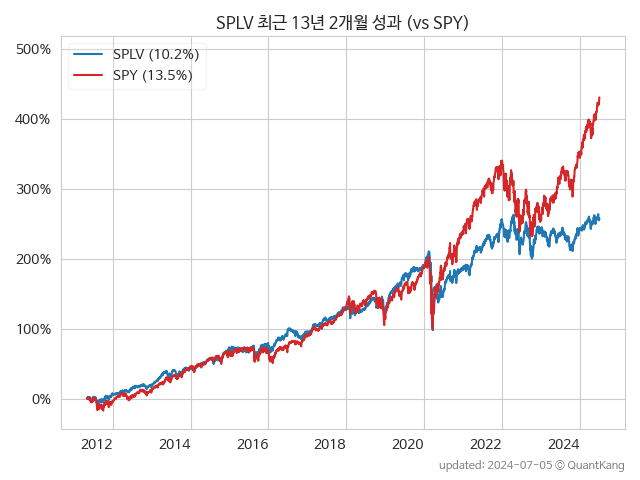 SPLV 최근 13년 2개월 성과 (vs SPY)
SPLV (10.2%)
SPY (13.5%)
500%
400%
300%
200%
100%
0%
2012 2014 2016 2018 2020 2022 2024
updated: 2024-07-05 © QuantKang